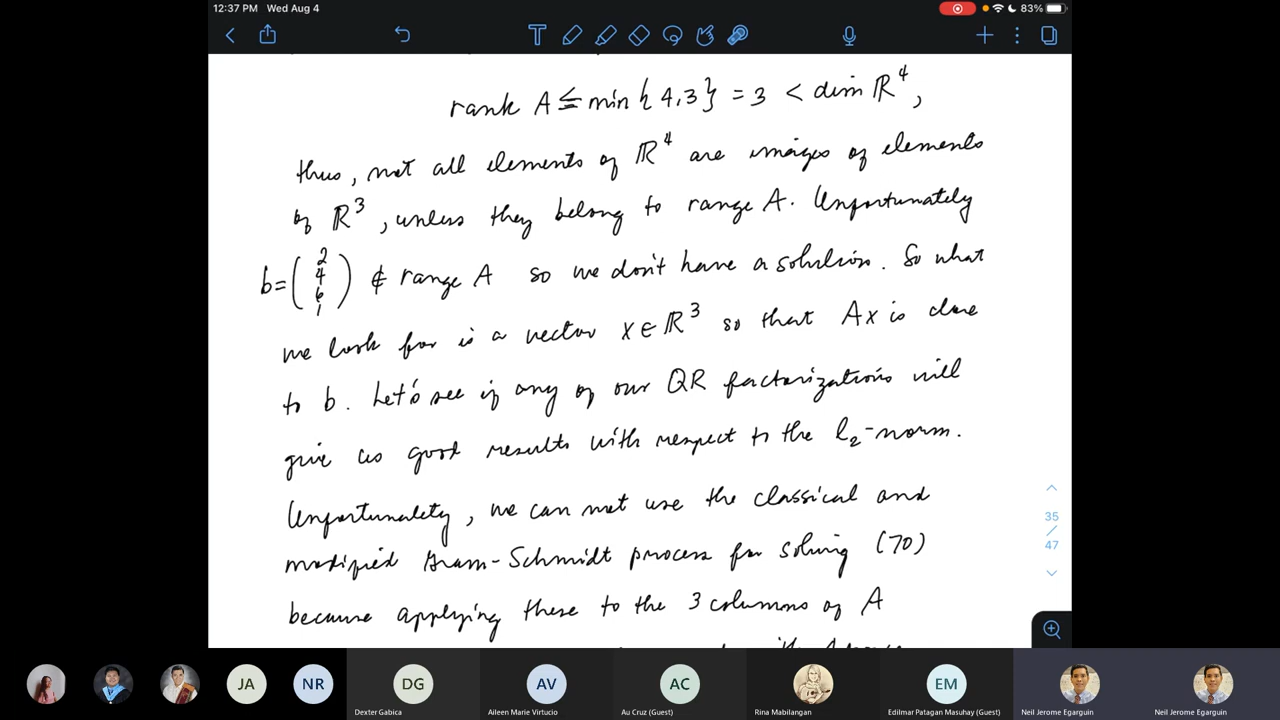 12:37 PM Wed Aug 4
83%
rank A ≤ min{4,3} = 3 < dim ℝ⁴,
thus, not all elements of ℝ⁴ are images of elements
of ℝ³, unless they belong to range A. Unfortunately
b = (2 4 6 1) ∉ range A so we don't have a solution. So what
we look for is a vector x ∈ ℝ³ so that Ax is close
to b. Let's see if any of our QR factorizations will
give us good results with respect to the l₂-norm.
Unfortunately, we can not use the classical and
modified Gram-Schmidt process for solving (70)
because applying these to the 3 columns of A
35
/
47
JA
NR
DG
AV
AC
EM
Dexter Gabica
Aileen Marie Virtucio
Au Cruz (Guest)
Rina Mabilangan
Edilmar Patagan Masuhay (Guest)
Neil Jerome Egarguin
Neil Jerome Egarguin